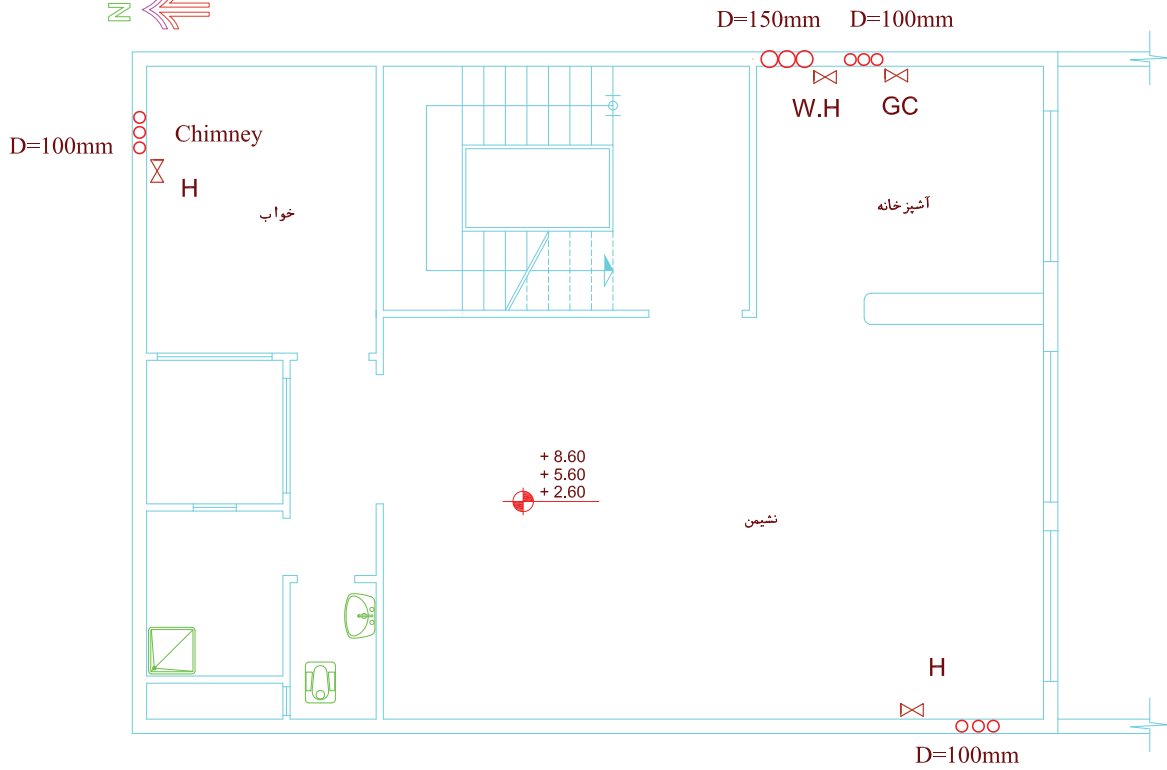 N
D=150mm D=100mm
W.H GC
D=100mm Chimney
H
خواب
آشپزخانه
+ 8.60
+ 5.60
+ 2.60
نشیمن
H
D=100mm